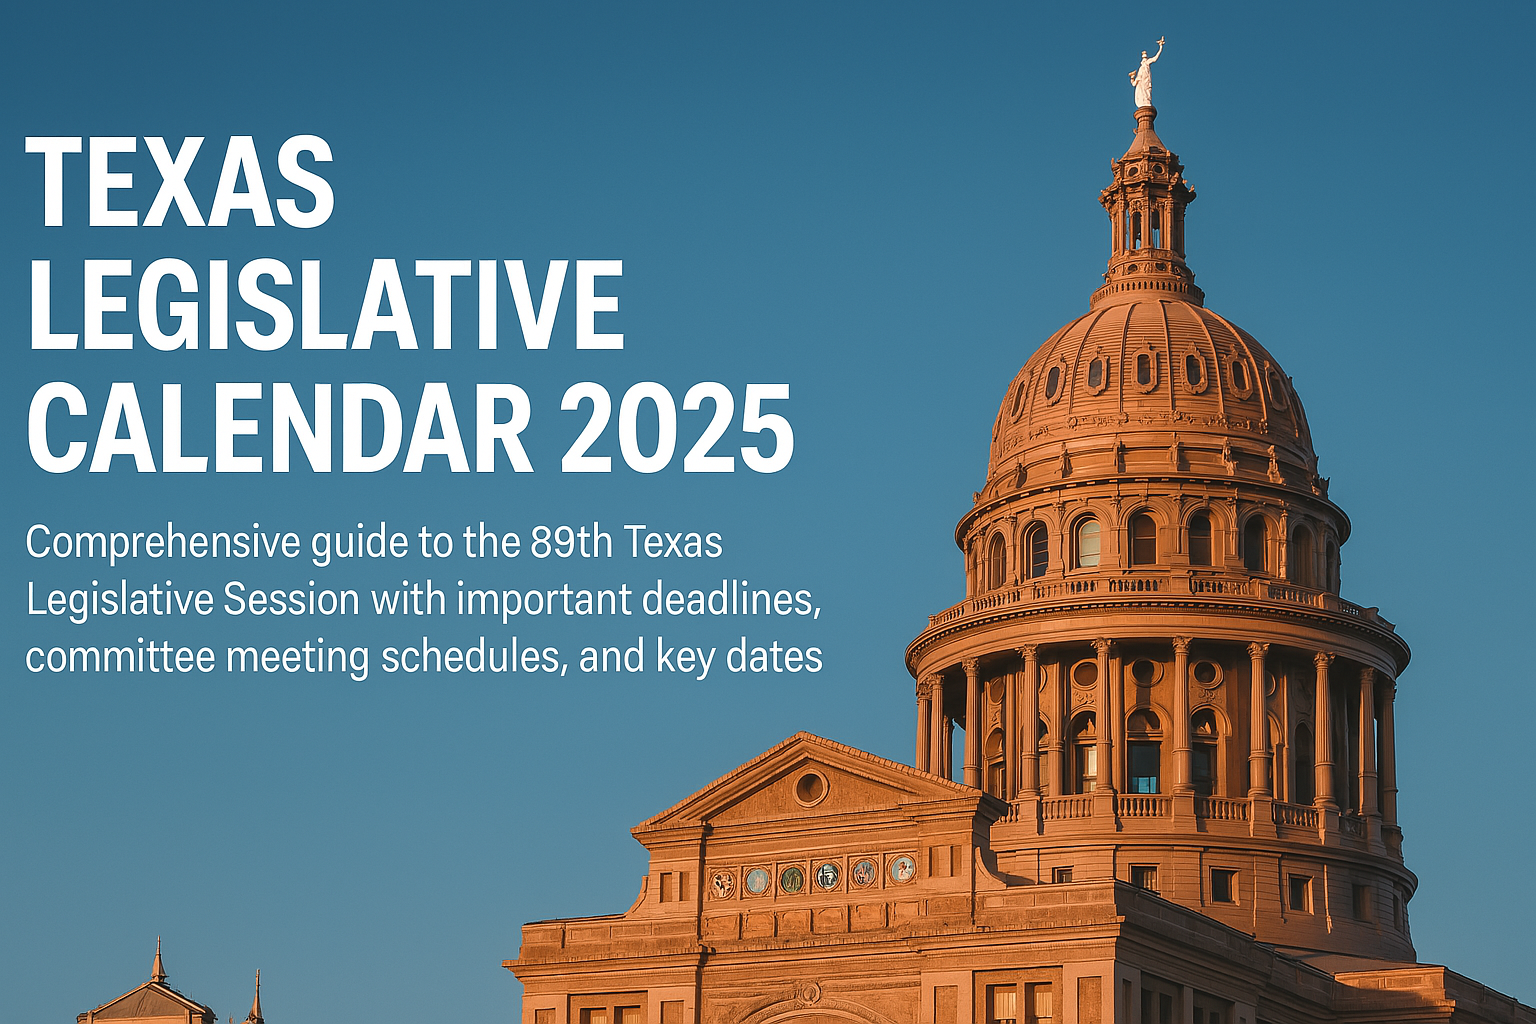 TEXAS
LEGISLATIVE
CALENDAR 2025
Comprehensive guide to the 89th Texas
Legislative Session with important deadlines,
committee meeting schedules, and key dates